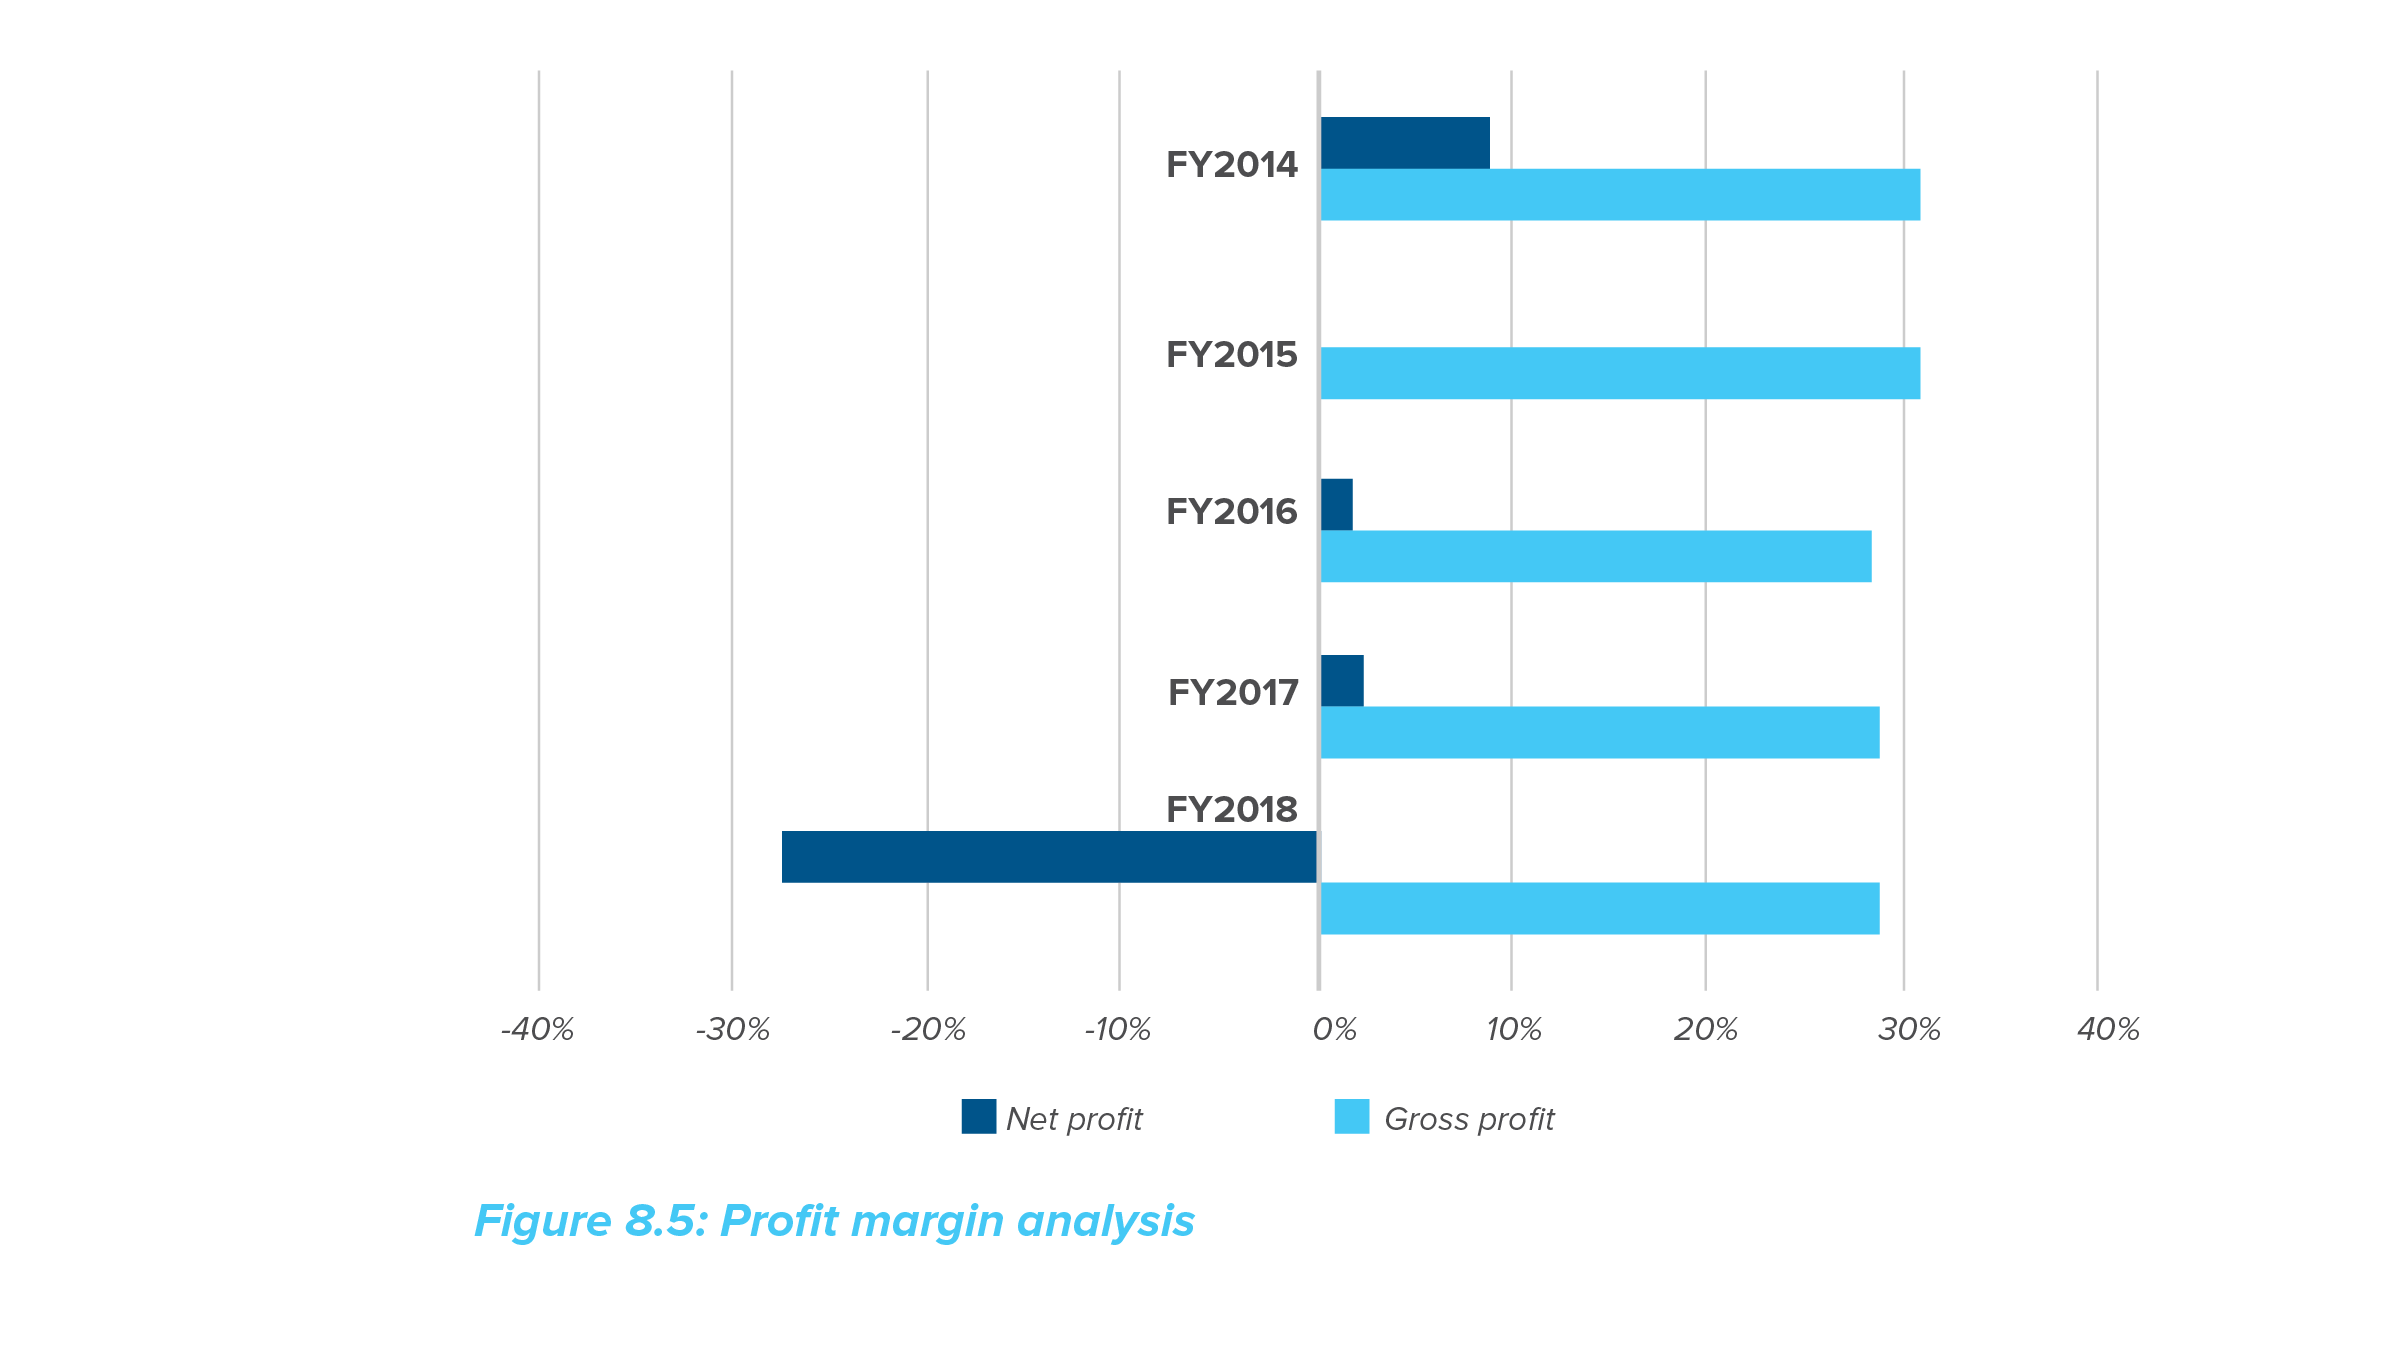 FY2014
FY2015
FY2016
FY2017
FY2018
-40% -30% -20% -10% 0% 10% 20% 30% 40%
Net profit Gross profit
Figure 8.5: Profit margin analysis